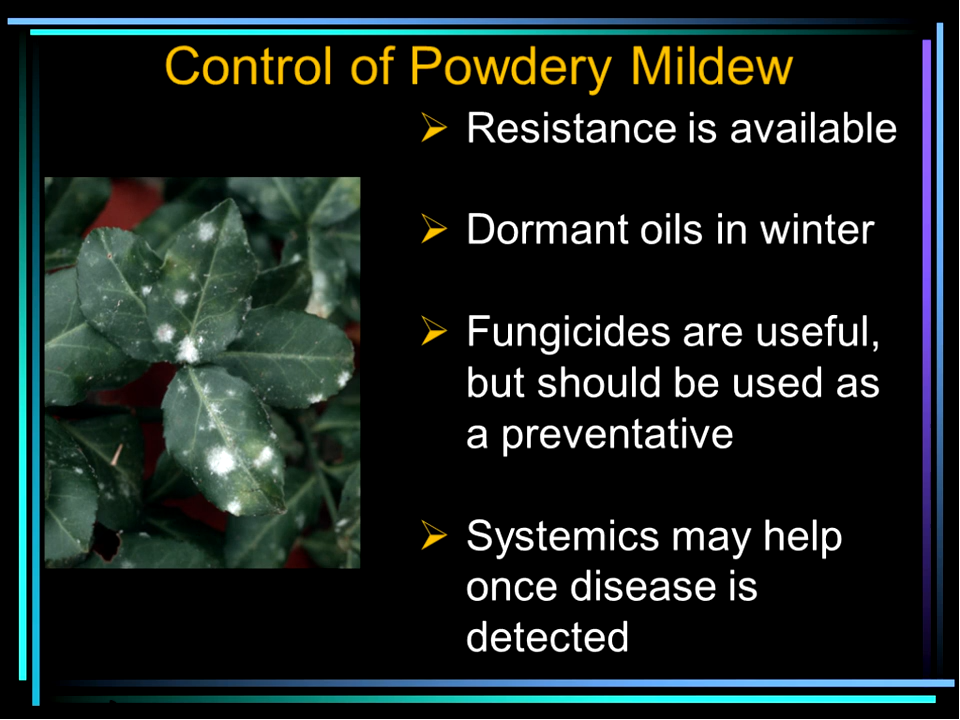 Control of Powdery Mildew
➢ Resistance is available
➢ Dormant oils in winter
➢ Fungicides are useful,
but should be used as
a preventative
➢ Systemics may help
once disease is
detected